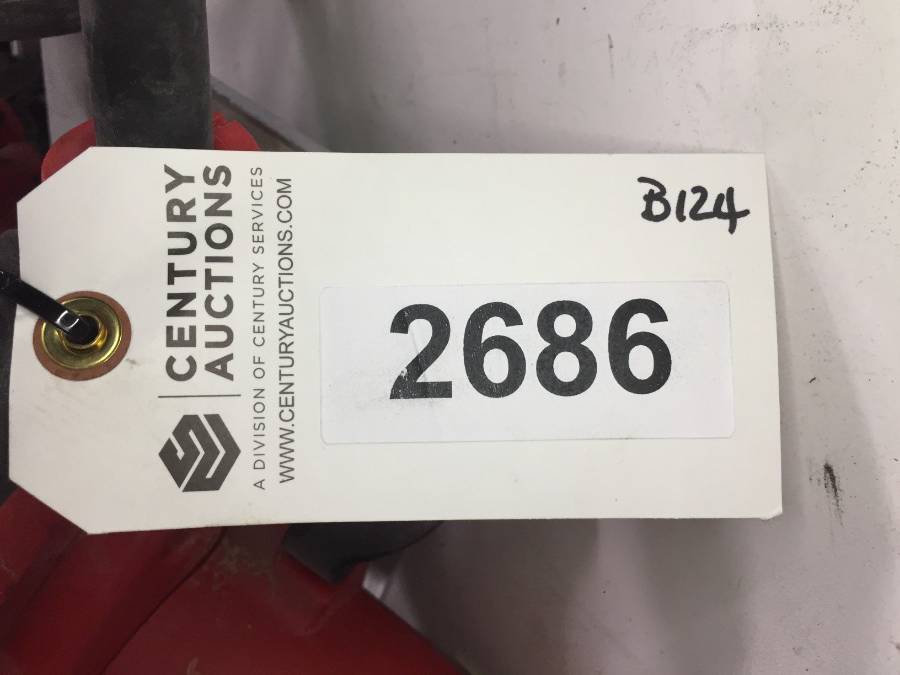 CENTURY
AUCTIONS
A DIVISION OF CENTURY SERVICES
WWW.CENTURYAUCTIONS.COM
B124
2686